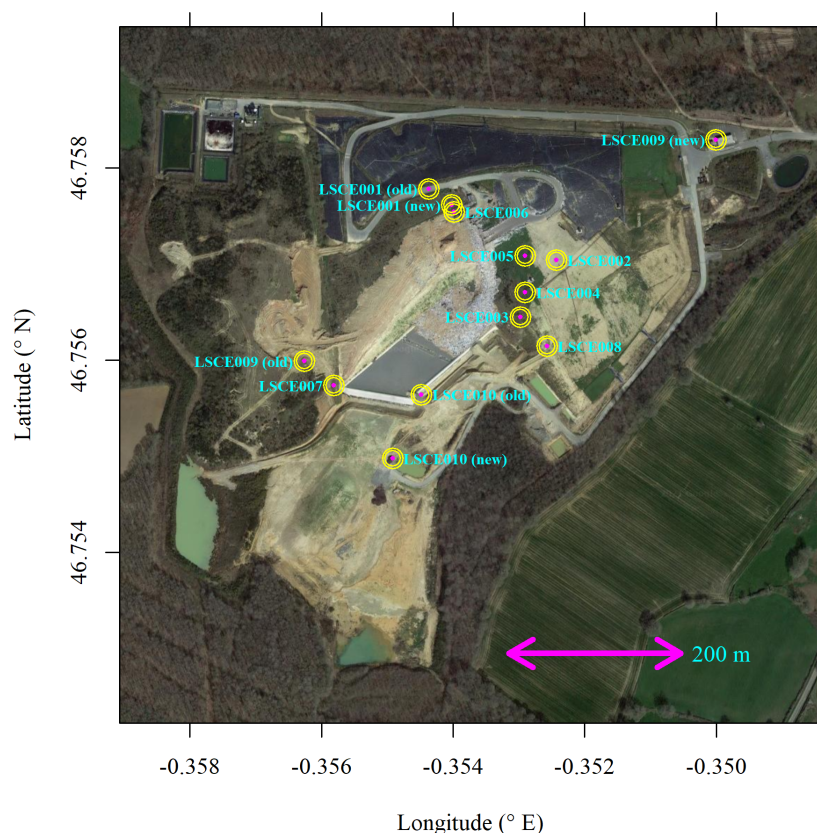 LSCE009 (new)
46.758
LSCE001 (old)
LSCE001 (new)
LSCE006
LSCE005
LSCE002
LSCE004
LSCE003
LSCE008
46.756
LSCE009 (old)
LSCE007
LSCE010 (old)
LSCE010 (new)
Latitude (° N)
46.754
200 m
-0.358
-0.356
-0.354
-0.352
-0.350
Longitude (° E)